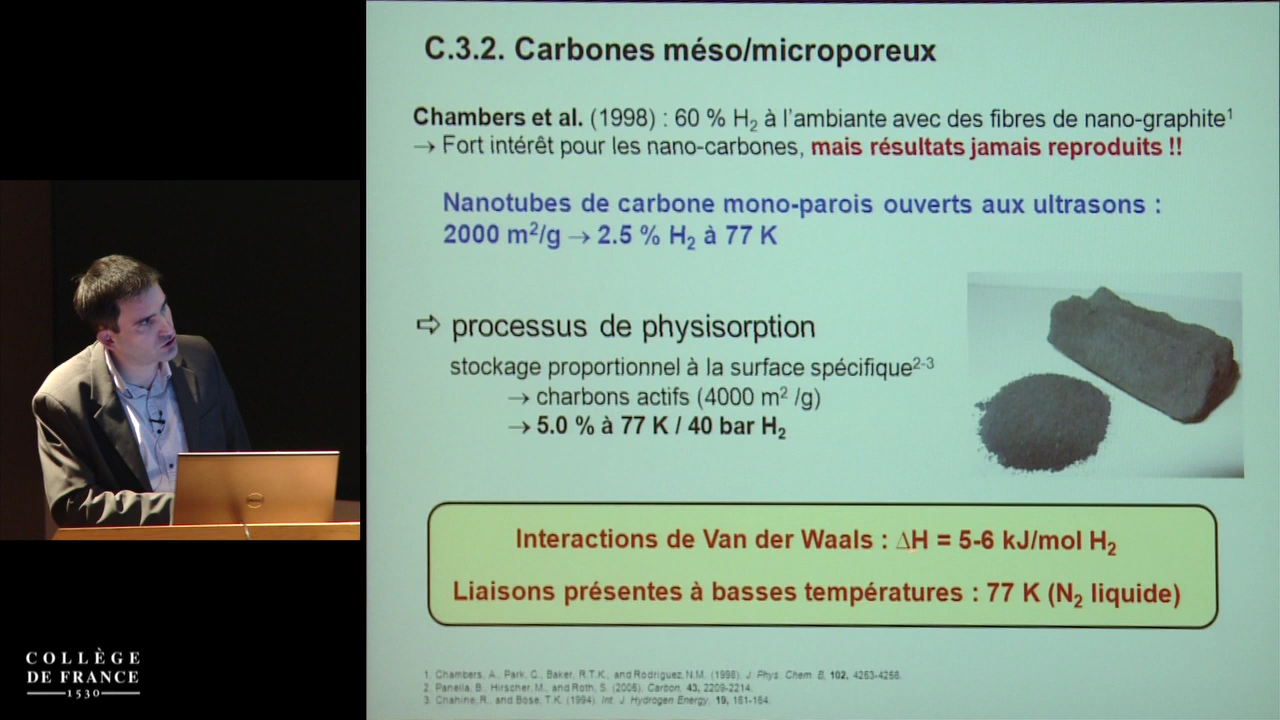 C.3.2. Carbones méso/microporeux
Chambers et al. (1998) : 60 % H₂ à l'ambiante avec des fibres de nano-graphite¹
→ Fort intérêt pour les nano-carbones, mais résultats jamais reproduits !!
Nanotubes de carbone mono-parois ouverts aux ultrasons :
2000 m²/g → 2.5 % H₂ à 77 K
⇨ processus de physisorption
stockage proportionnel à la surface spécifique²⁻³
→ charbons actifs (4000 m² /g)
→ 5.0 % à 77 K / 40 bar H₂
Interactions de Van der Waals : ΔH = 5-6 kJ/mol H₂
Liaisons présentes à basses températures : 77 K (N₂ liquide)
1. Chambers, A., Park, C., Baker, R.T.K., and Rodriguez, N.M. (1998). J. Phys. Chem B, 102, 4253-4256.
2. Panella, B., Hirscher, M., and Roth, S. (2005). Carbon, 43, 2209-2214.
3. Chahine, R., and Bose, T.K. (1994). Int. J. Hydrogen Energy, 19, 161-164.
DELL
COLLÈGE
DE FRANCE
1530